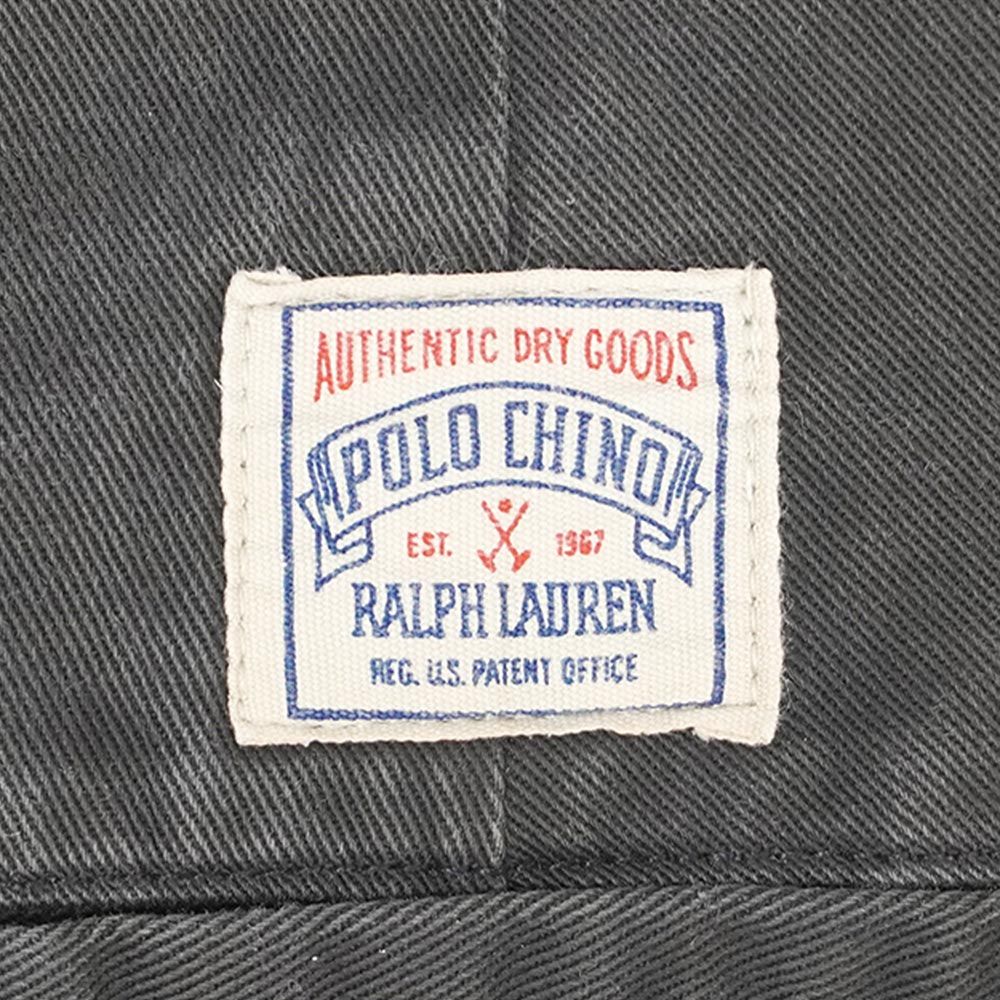 AUTHENTIC DRY GOODS
POLO CHINO
EST. 1967
RALPH LAUREN
REG. U.S. PATENT OFFICE